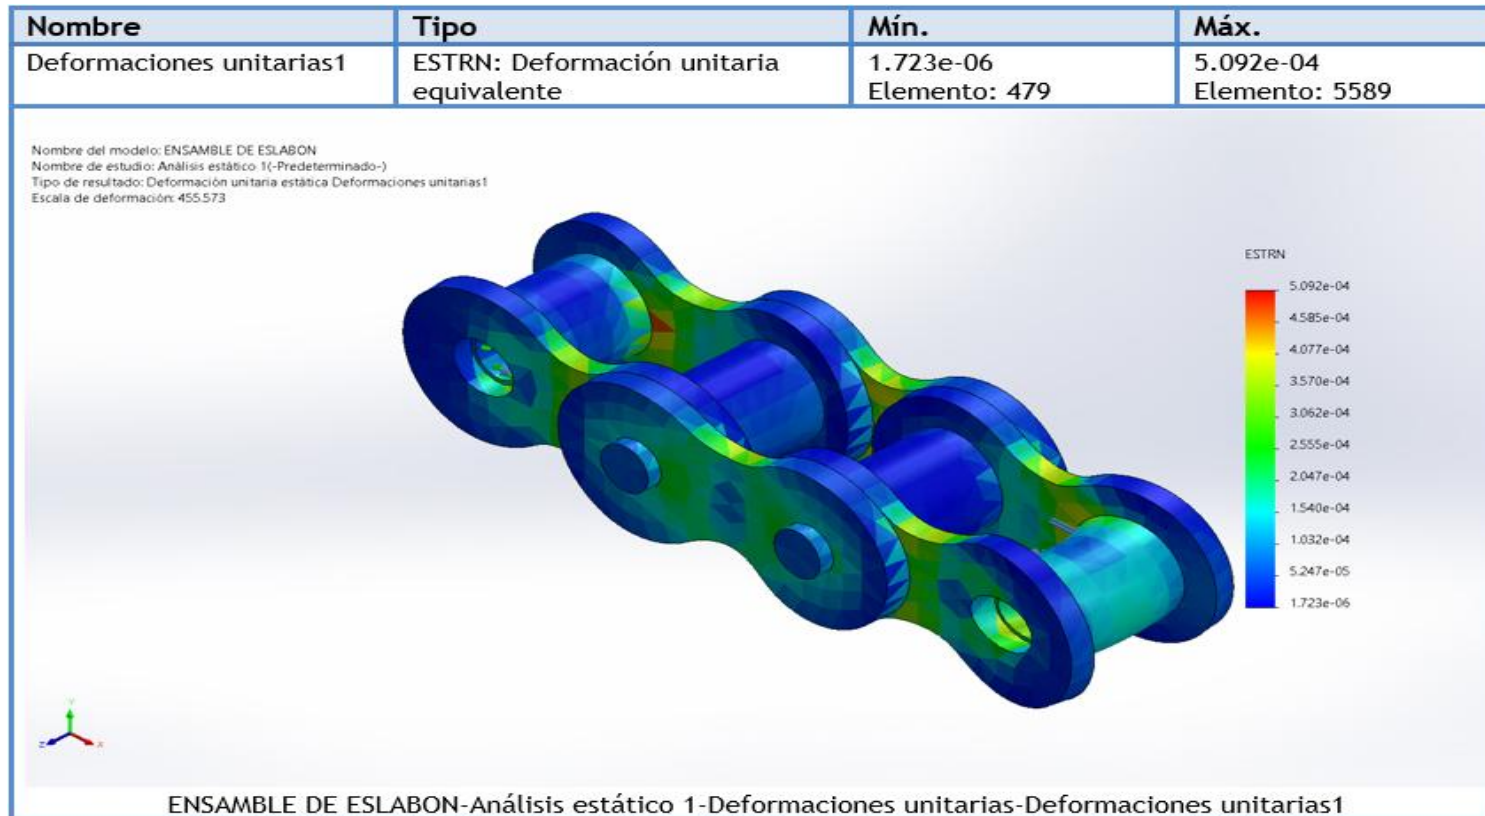 Nombre Tipo Mín. Máx.
Deformaciones unitarias1 ESTRN: Deformación unitaria equivalente 1.723e-06 Elemento: 479 5.092e-04 Elemento: 5589
Nombre del modelo: ENSAMBLE DE ESLABON
Nombre de estudio: Análisis estático 1(-Predeterminado-)
Tipo de resultado: Deformación unitaria estática Deformaciones unitarias1
Escala de deformación: 455.573
ESTRN
5.092e-04
4.585e-04
4.077e-04
3.570e-04
3.062e-04
2.555e-04
2.047e-04
1.540e-04
1.032e-04
5.247e-05
1.723e-06
Y
Z
X
ENSAMBLE DE ESLABON-Análisis estático 1-Deformaciones unitarias-Deformaciones unitarias1